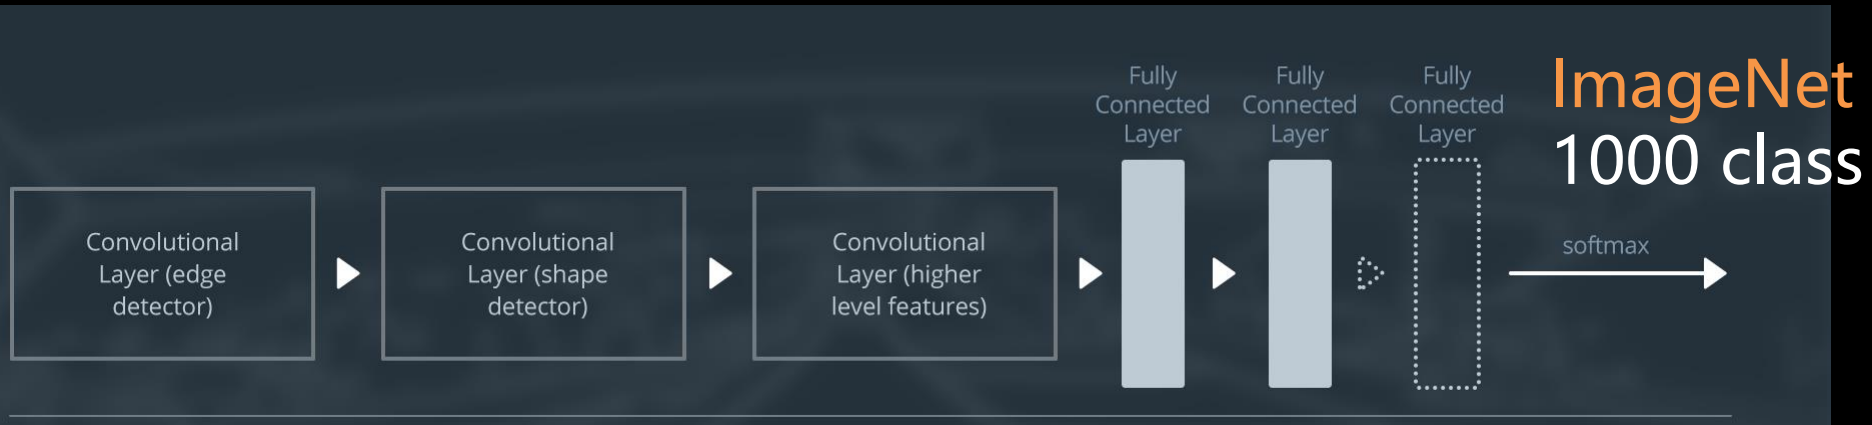 Convolutional
Layer (edge
detector)
Convolutional
Layer (shape
detector)
Convolutional
Layer (higher
level features)
Fully
Connected
Layer
Fully
Connected
Layer
Fully
Connected
Layer
ImageNet
1000 class
softmax